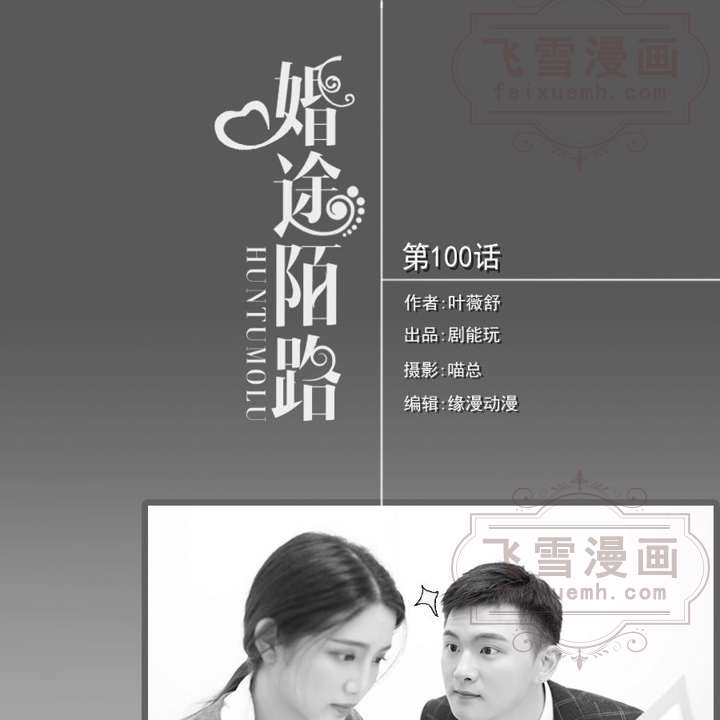 飞雪漫画
feixuemh.com
婚途陌路
HUNTUMOLU
第100话
作者:叶薇舒
出品:剧能玩
摄影:喵总
编辑:缘漫动漫
飞雪漫画
feixuemh.com